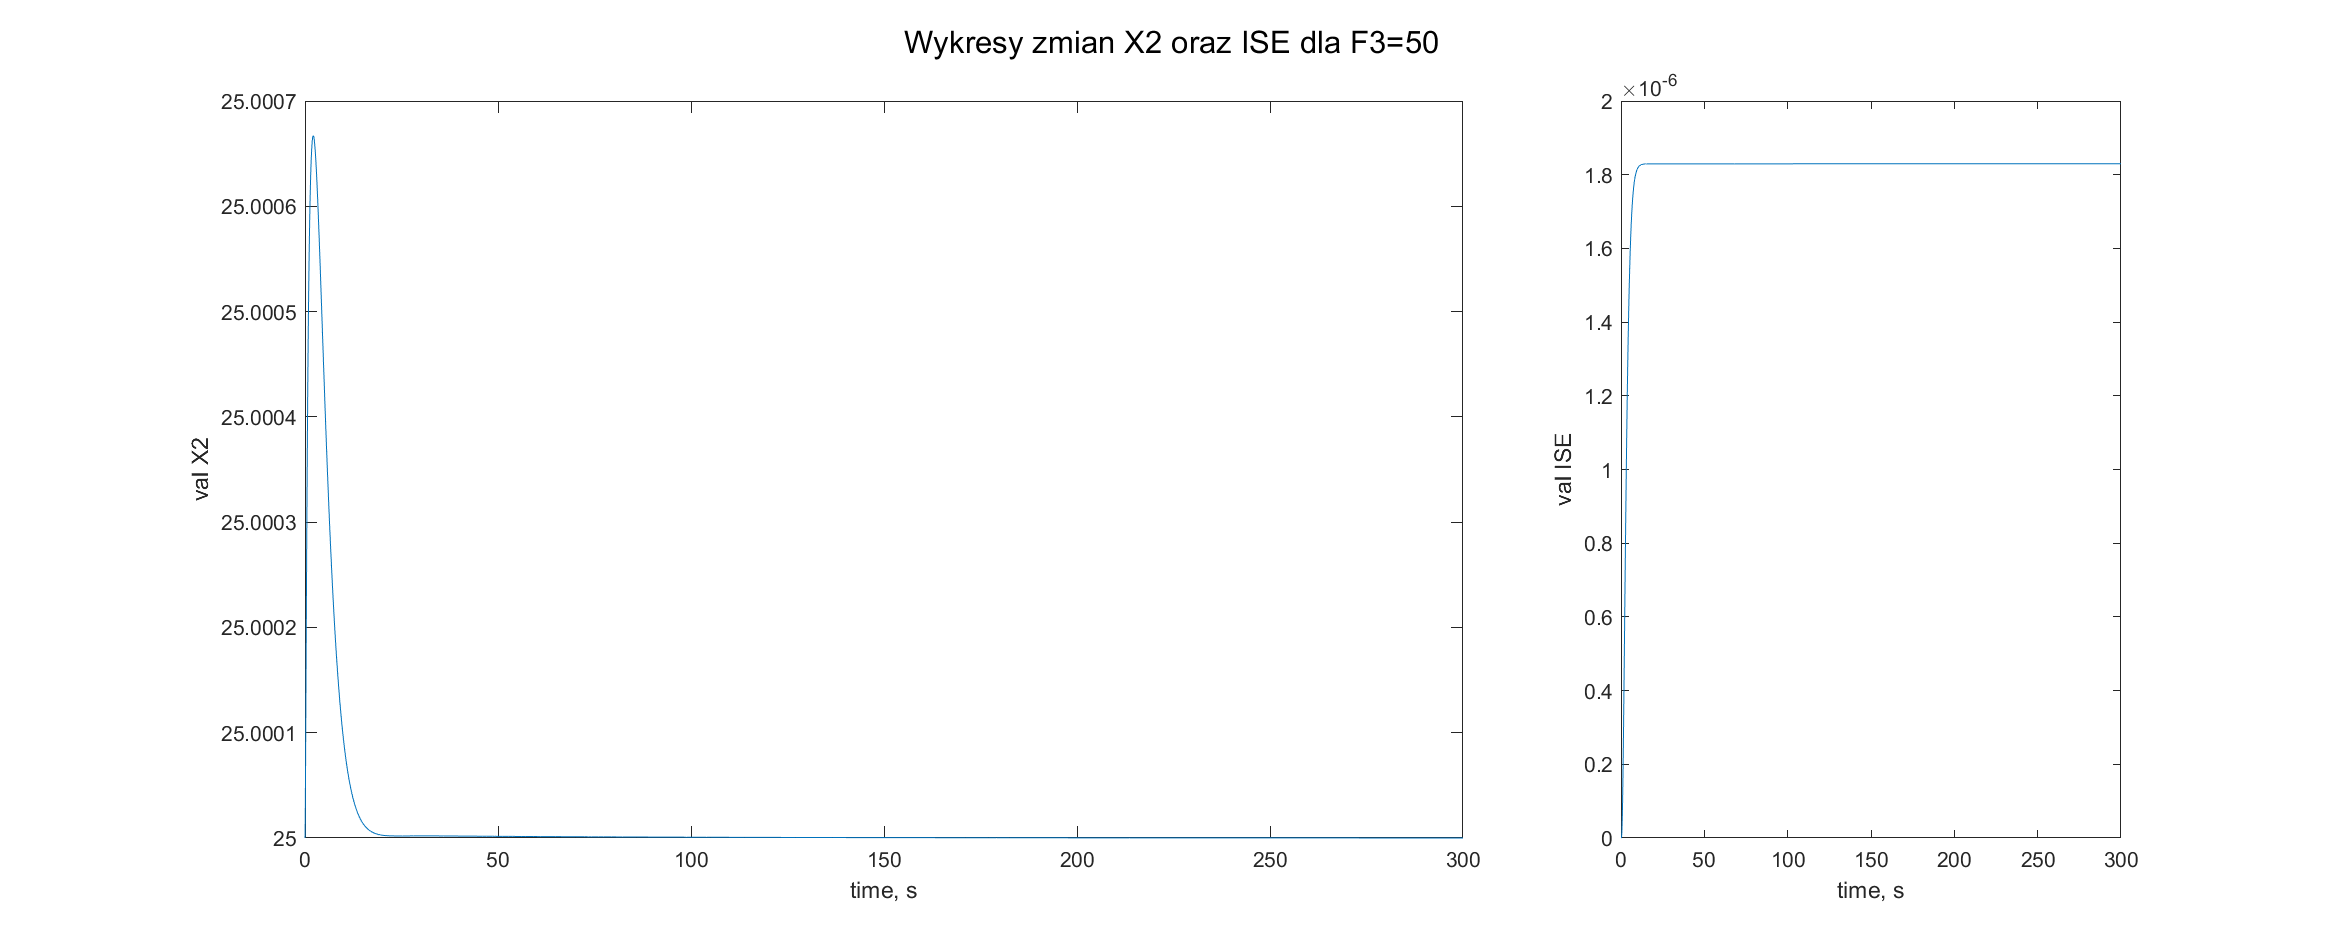 Wykresy zmian X2 oraz ISE dla F3=50
25.0007
25.0006
25.0005
25.0004
25.0003
25.0002
25.0001
25
val X2
0 50 100 150 200 250 300
time, s
×10-6
2
1.8
1.6
1.4
1.2
1
0.8
0.6
0.4
0.2
0
val ISE
0 50 100 150 200 250 300
time, s